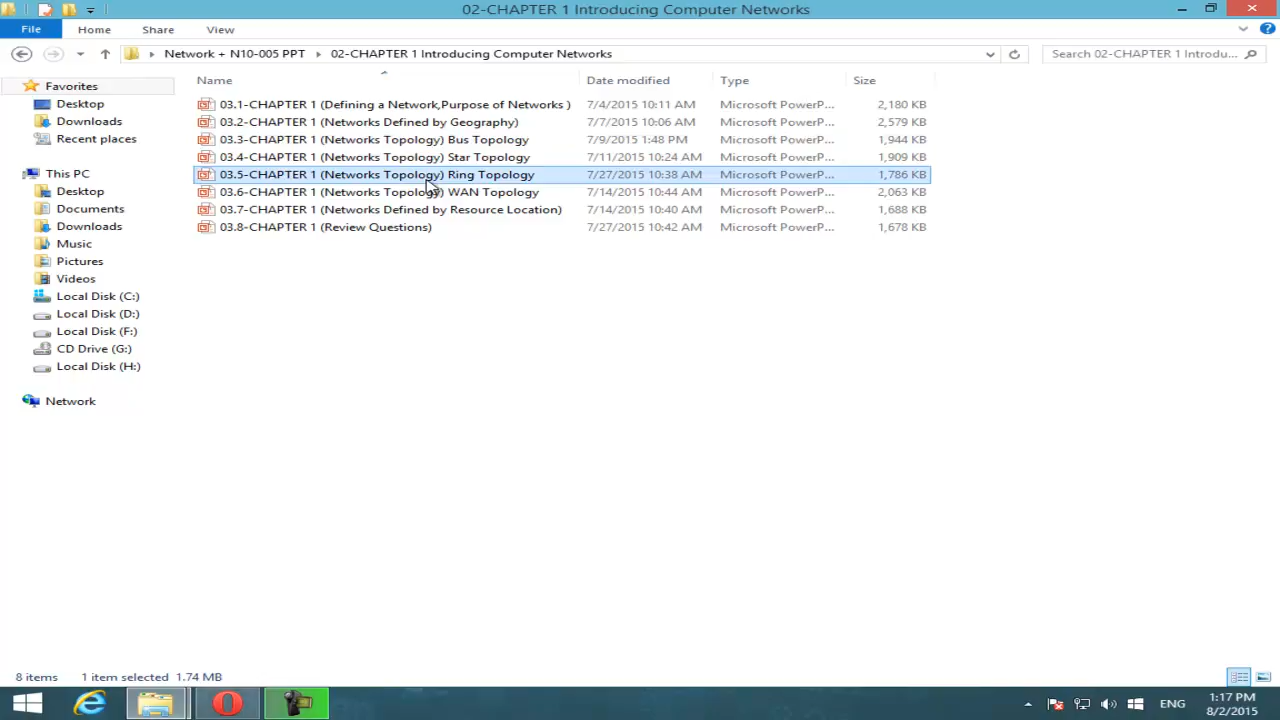 02-CHAPTER 1 Introducing Computer Networks
File Home Share View
Network + N10-005 PPT 02-CHAPTER 1 Introducing Computer Networks Search 02-CHAPTER 1 Introdu...
Favorites
Desktop
Downloads
Recent places
This PC
Desktop
Documents
Downloads
Music
Pictures
Videos
Local Disk (C:)
Local Disk (D:)
Local Disk (F:)
CD Drive (G:)
Local Disk (H:)
Network
Name Date modified Type Size
03.1-CHAPTER 1 (Defining a Network,Purpose of Networks ) 7/4/2015 10:11 AM Microsoft PowerP... 2,180 KB
03.2-CHAPTER 1 (Networks Defined by Geography) 7/7/2015 10:06 AM Microsoft PowerP... 2,579 KB
03.3-CHAPTER 1 (Networks Topology) Bus Topology 7/9/2015 1:48 PM Microsoft PowerP... 1,944 KB
03.4-CHAPTER 1 (Networks Topology) Star Topology 7/11/2015 10:24 AM Microsoft PowerP... 1,909 KB
03.5-CHAPTER 1 (Networks Topology) Ring Topology 7/27/2015 10:38 AM Microsoft PowerP... 1,786 KB
03.6-CHAPTER 1 (Networks Topology) WAN Topology 7/14/2015 10:44 AM Microsoft PowerP... 2,063 KB
03.7-CHAPTER 1 (Networks Defined by Resource Location) 7/14/2015 10:40 AM Microsoft PowerP... 1,688 KB
03.8-CHAPTER 1 (Review Questions) 7/27/2015 10:42 AM Microsoft PowerP... 1,678 KB
8 items 1 item selected 1.74 MB
ENG
1:17 PM
8/2/2015